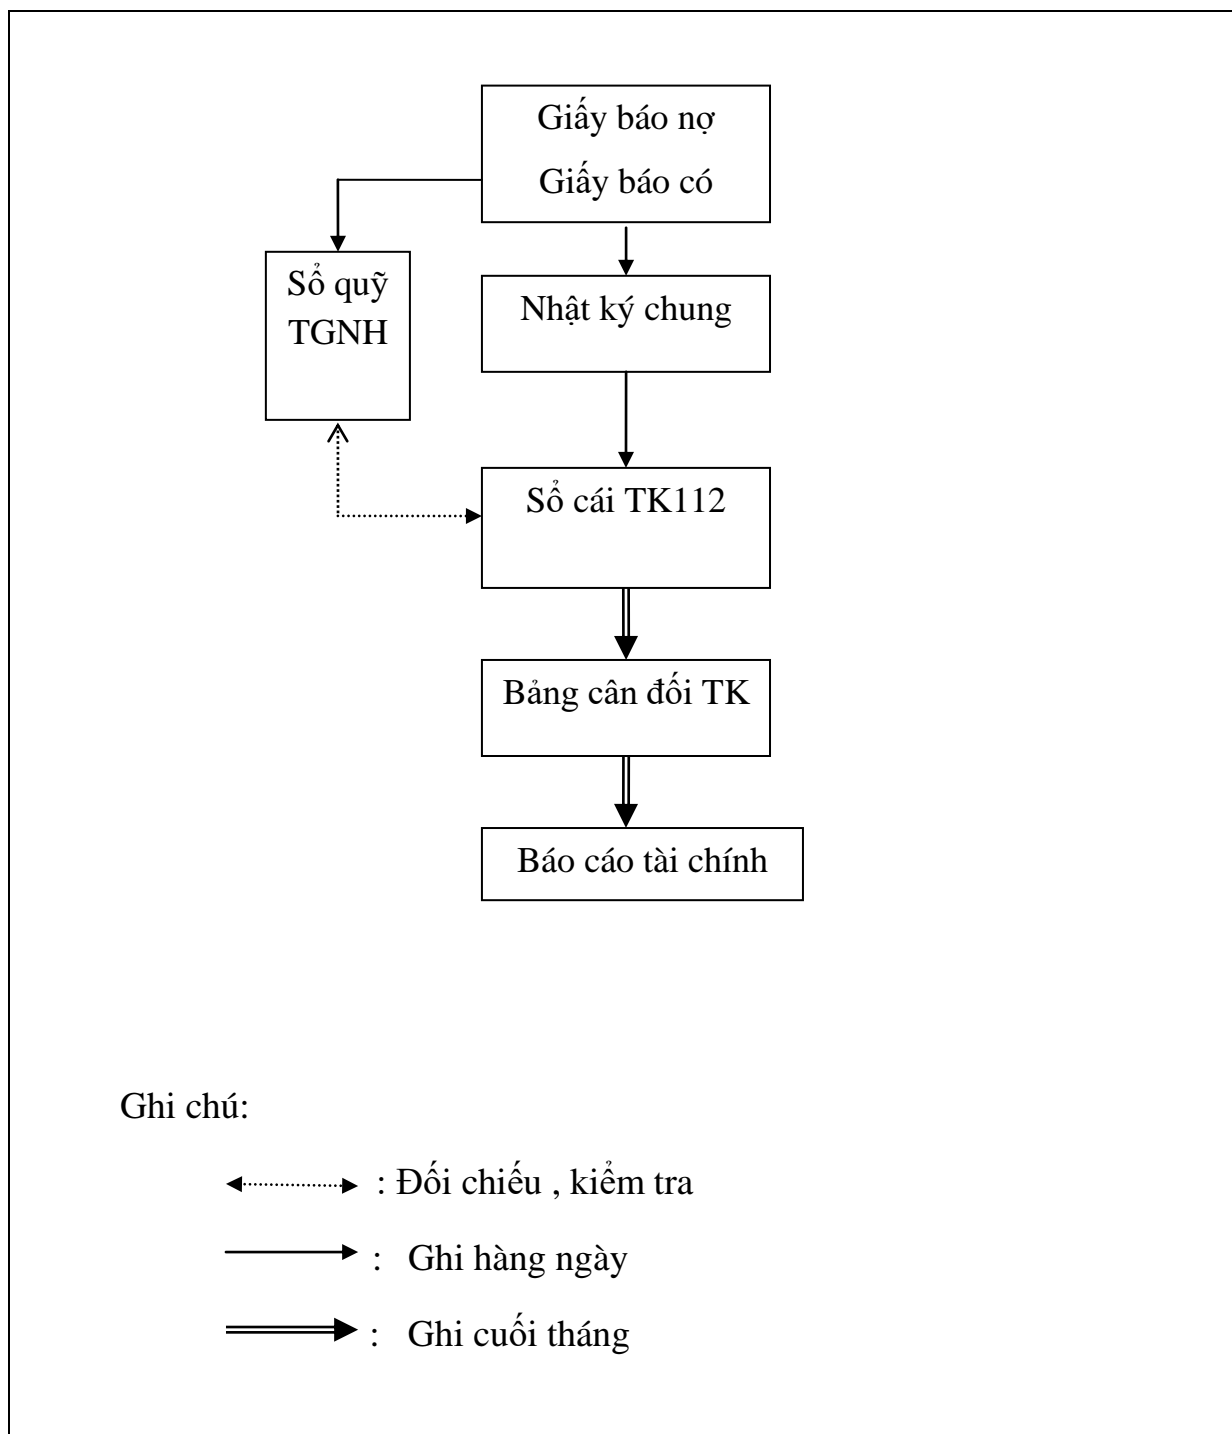 Giấy báo nợ
Giấy báo có
Sổ quỹ
TGNH
Nhật ký chung
Sổ cái TK112
Bảng cân đối TK
Báo cáo tài chính
Ghi chú:
: Đối chiếu , kiểm tra
: Ghi hàng ngày
: Ghi cuối tháng